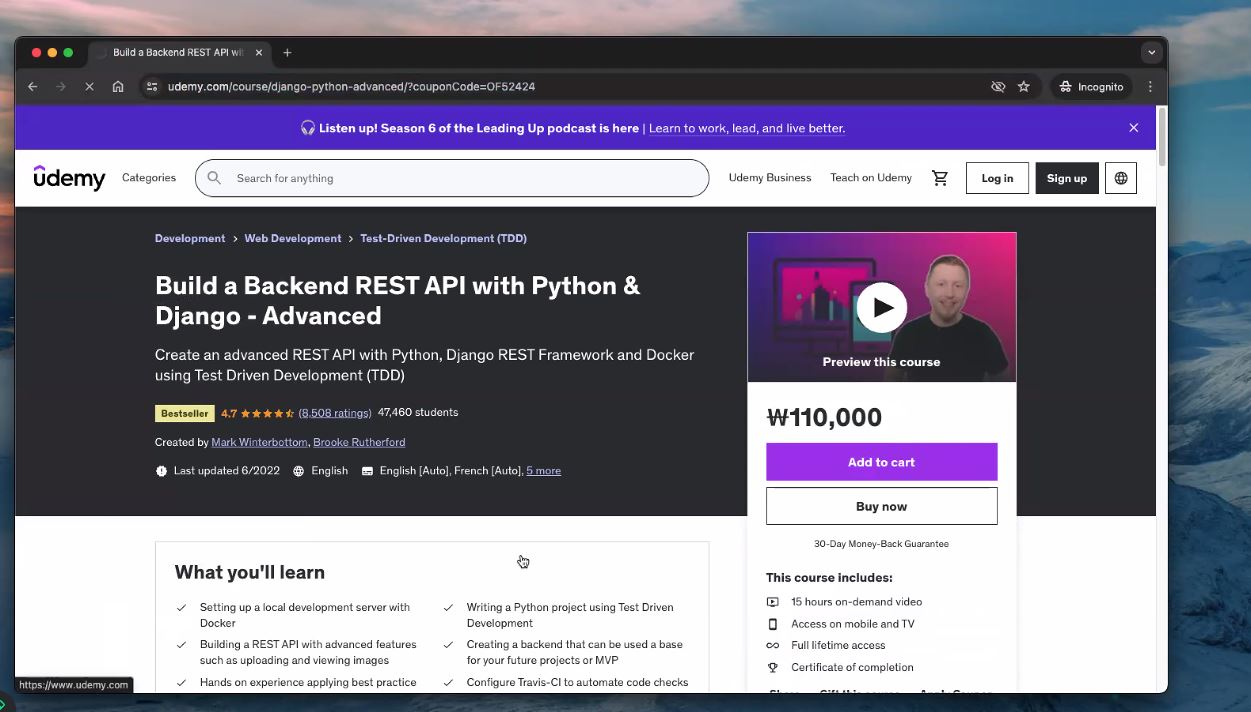 Build a Backend REST API wit
udemy.com/course/django-python-advanced/?couponCode=OF52424
Incognito
Listen up! Season 6 of the Leading Up podcast is here | Learn to work, lead, and live better.
udemy
Categories
Search for anything
Udemy Business
Teach on Udemy
Log in
Sign up
Development > Web Development > Test-Driven Development (TDD)
Build a Backend REST API with Python &
Django - Advanced
Create an advanced REST API with Python, Django REST Framework and Docker
using Test Driven Development (TDD)
Bestseller 4.7 (8,508 ratings) 47,460 students
Created by Mark Winterbottom, Brooke Rutherford
Last updated 6/2022 English English [Auto], French [Auto], 5 more
Preview this course
₩110,000
Add to cart
Buy now
30-Day Money-Back Guarantee
This course includes:
15 hours on-demand video
Access on mobile and TV
Full lifetime access
Certificate of completion
Share Gift this course Apply Coupon
What you'll learn
Setting up a local development server with
Docker
Building a REST API with advanced features
such as uploading and viewing images
Hands on experience applying best practice
Writing a Python project using Test Driven
Development
Creating a backend that can be used a base
for your future projects or MVP
Configure Travis-CI to automate code checks
https://www.udemy.com